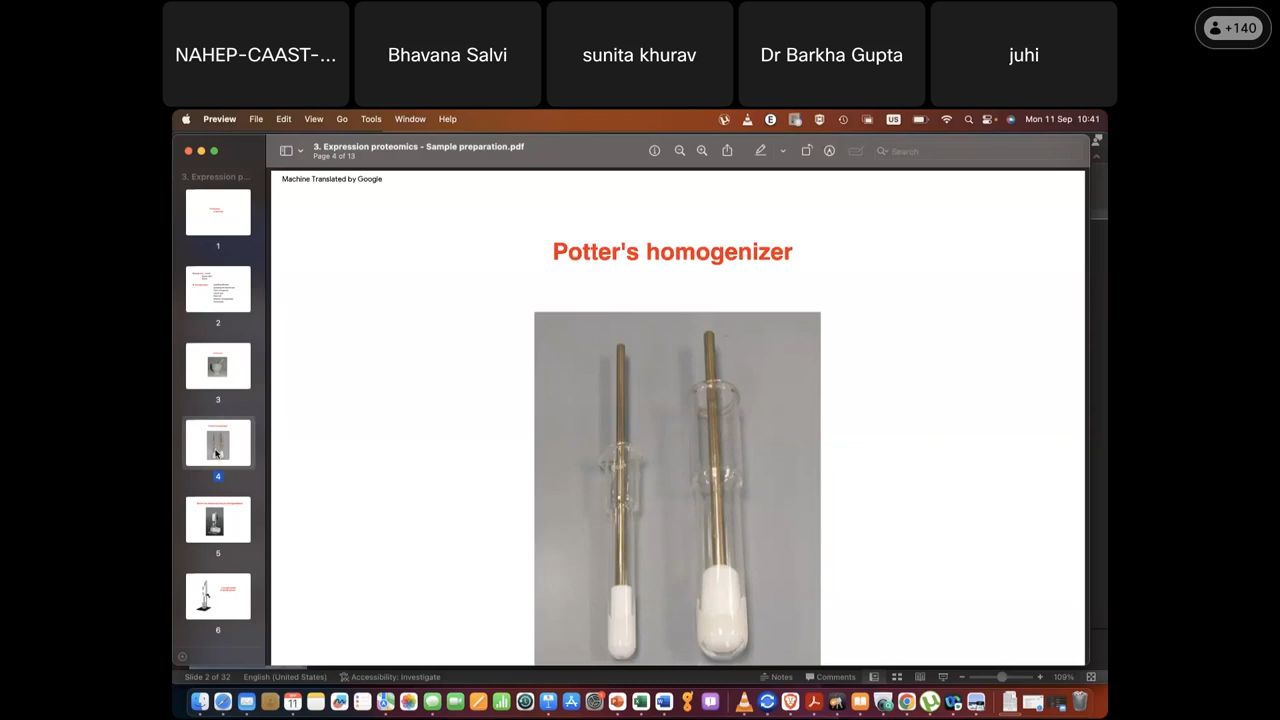 NAHEP-CAAST-...
Bhavana Salvi
sunita khurav
Dr Barkha Gupta
juhi
+140
Preview File Edit View Go Tools Window Help
US
Mon 11 Sep 10:41
3. Expression proteomics - Sample preparation.pdf
Page 4 of 13
Search
3. Expression p...
Machine Translated by Google
Potter's homogenizer
1
2
3
4
5
6
Slide 2 of 32
English (United States)
Accessibility: Investigate
Notes
Comments
109%